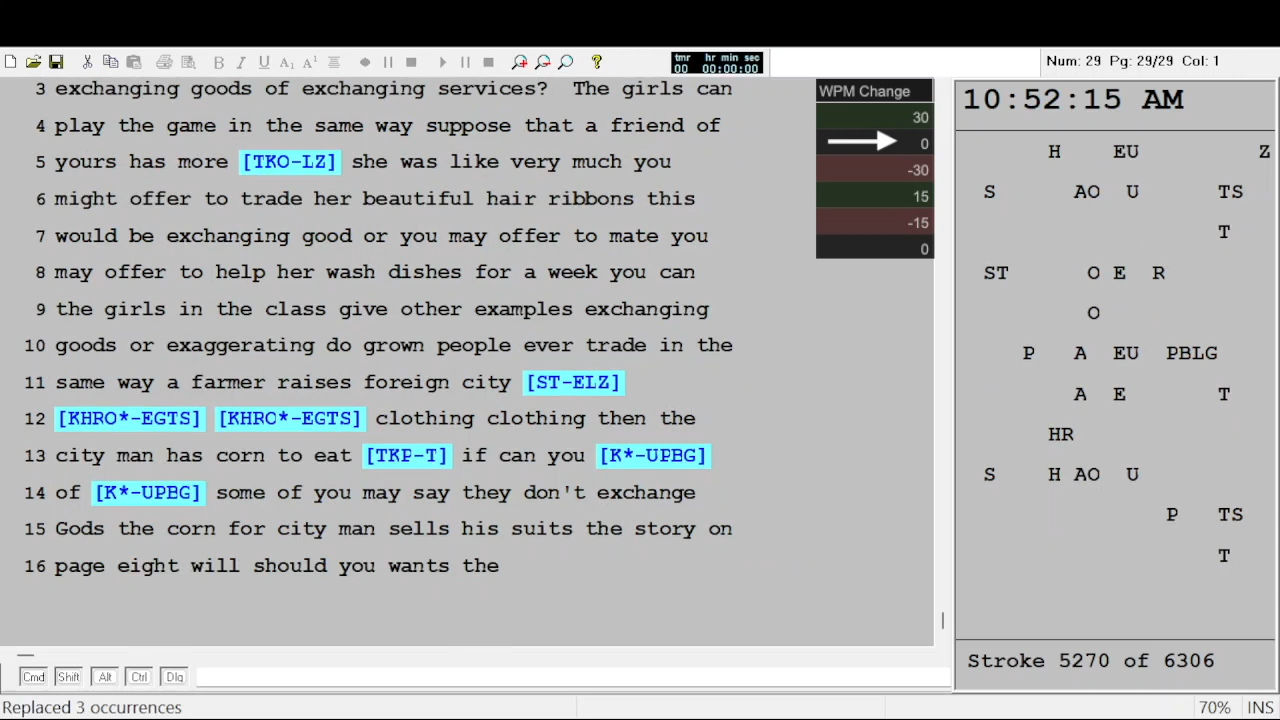 tmr hr min sec
00 00:00:00
Num: 29 Pg: 29/29 Col: 1
3 exchanging goods of exchanging services? The girls can
4 play the game in the same way suppose that a friend of
5 yours has more [TKO-LZ] she was like very much you
6 might offer to trade her beautiful hair ribbons this
7 would be exchanging good or you may offer to mate you
8 may offer to help her wash dishes for a week you can
9 the girls in the class give other examples exchanging
10 goods or exaggerating do grown people ever trade in the
11 same way a farmer raises foreign city [ST-ELZ]
12 [KHRO*-EGTS] [KHRO*-EGTS] clothing clothing then the
13 city man has corn to eat [TKP-T] if can you [K*-UPBG]
14 of [K*-UPBG] some of you may say they don't exchange
15 Gods the corn for city man sells his suits the story on
16 page eight will should you wants the
WPM Change
30
0
-30
15
-15
0
10:52:15 AM
H EU Z
S AO U TS
T
ST O E R
O
P A EU PBLG
A E T
HR
S H AO U
P TS
T
Stroke 5270 of 6306
Cmd Shift Alt Ctrl Dlg
Replaced 3 occurrences
70% INS